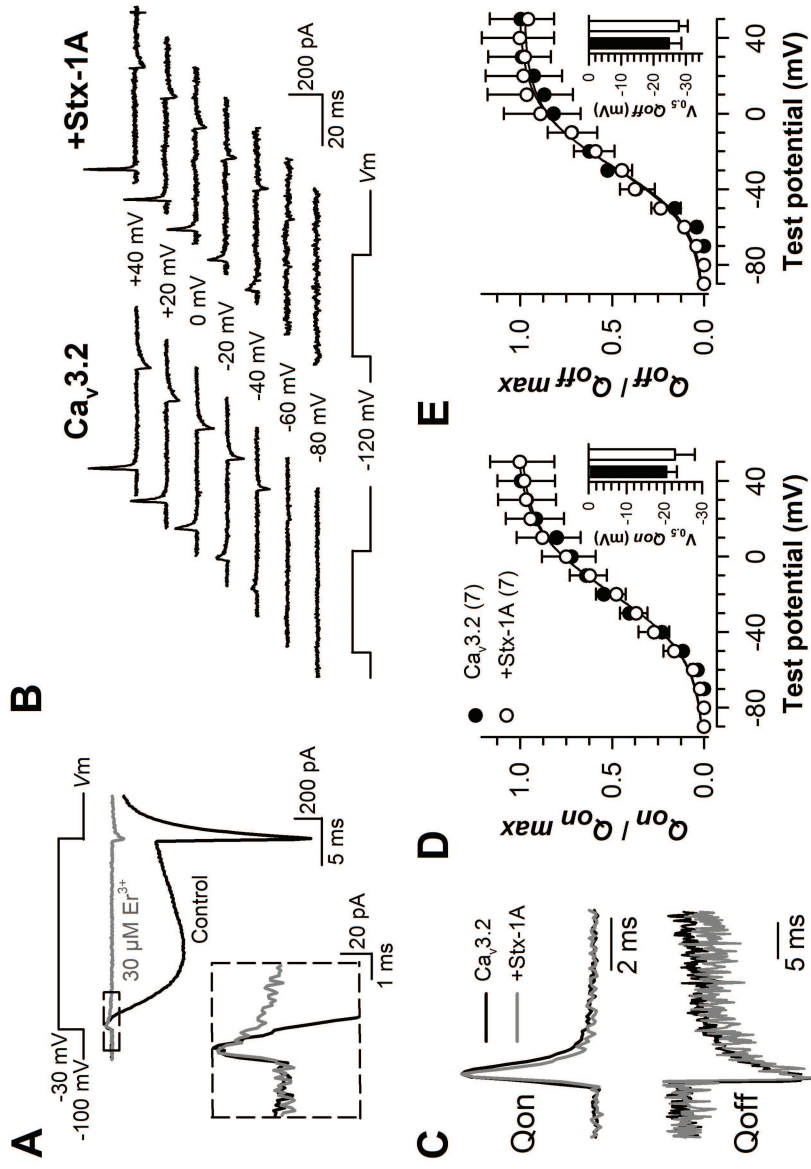 A
-30 mV
-100 mV
Vm
30 µM Er³⁺
Control
200 pA
5 ms
20 pA
1 ms
B
Caᵥ3.2
+Stx-1A
+40 mV
+20 mV
0 mV
-20 mV
-40 mV
-60 mV
-80 mV
-120 mV
Vm
200 pA
20 ms
C
Qon
Caᵥ3.2
+Stx-1A
2 ms
Qoff
5 ms
D
Qon / Qon max
1.0
0.5
0.0
Caᵥ3.2 (7)
+Stx-1A (7)
V0.5 Qon (mV)
0
-10
-20
-30
-80
-40
0
40
Test potential (mV)
E
Qoff / Qoff max
1.0
0.5
0.0
V0.5 Qoff (mV)
0
-10
-20
-30
-80
-40
0
40
Test potential (mV)